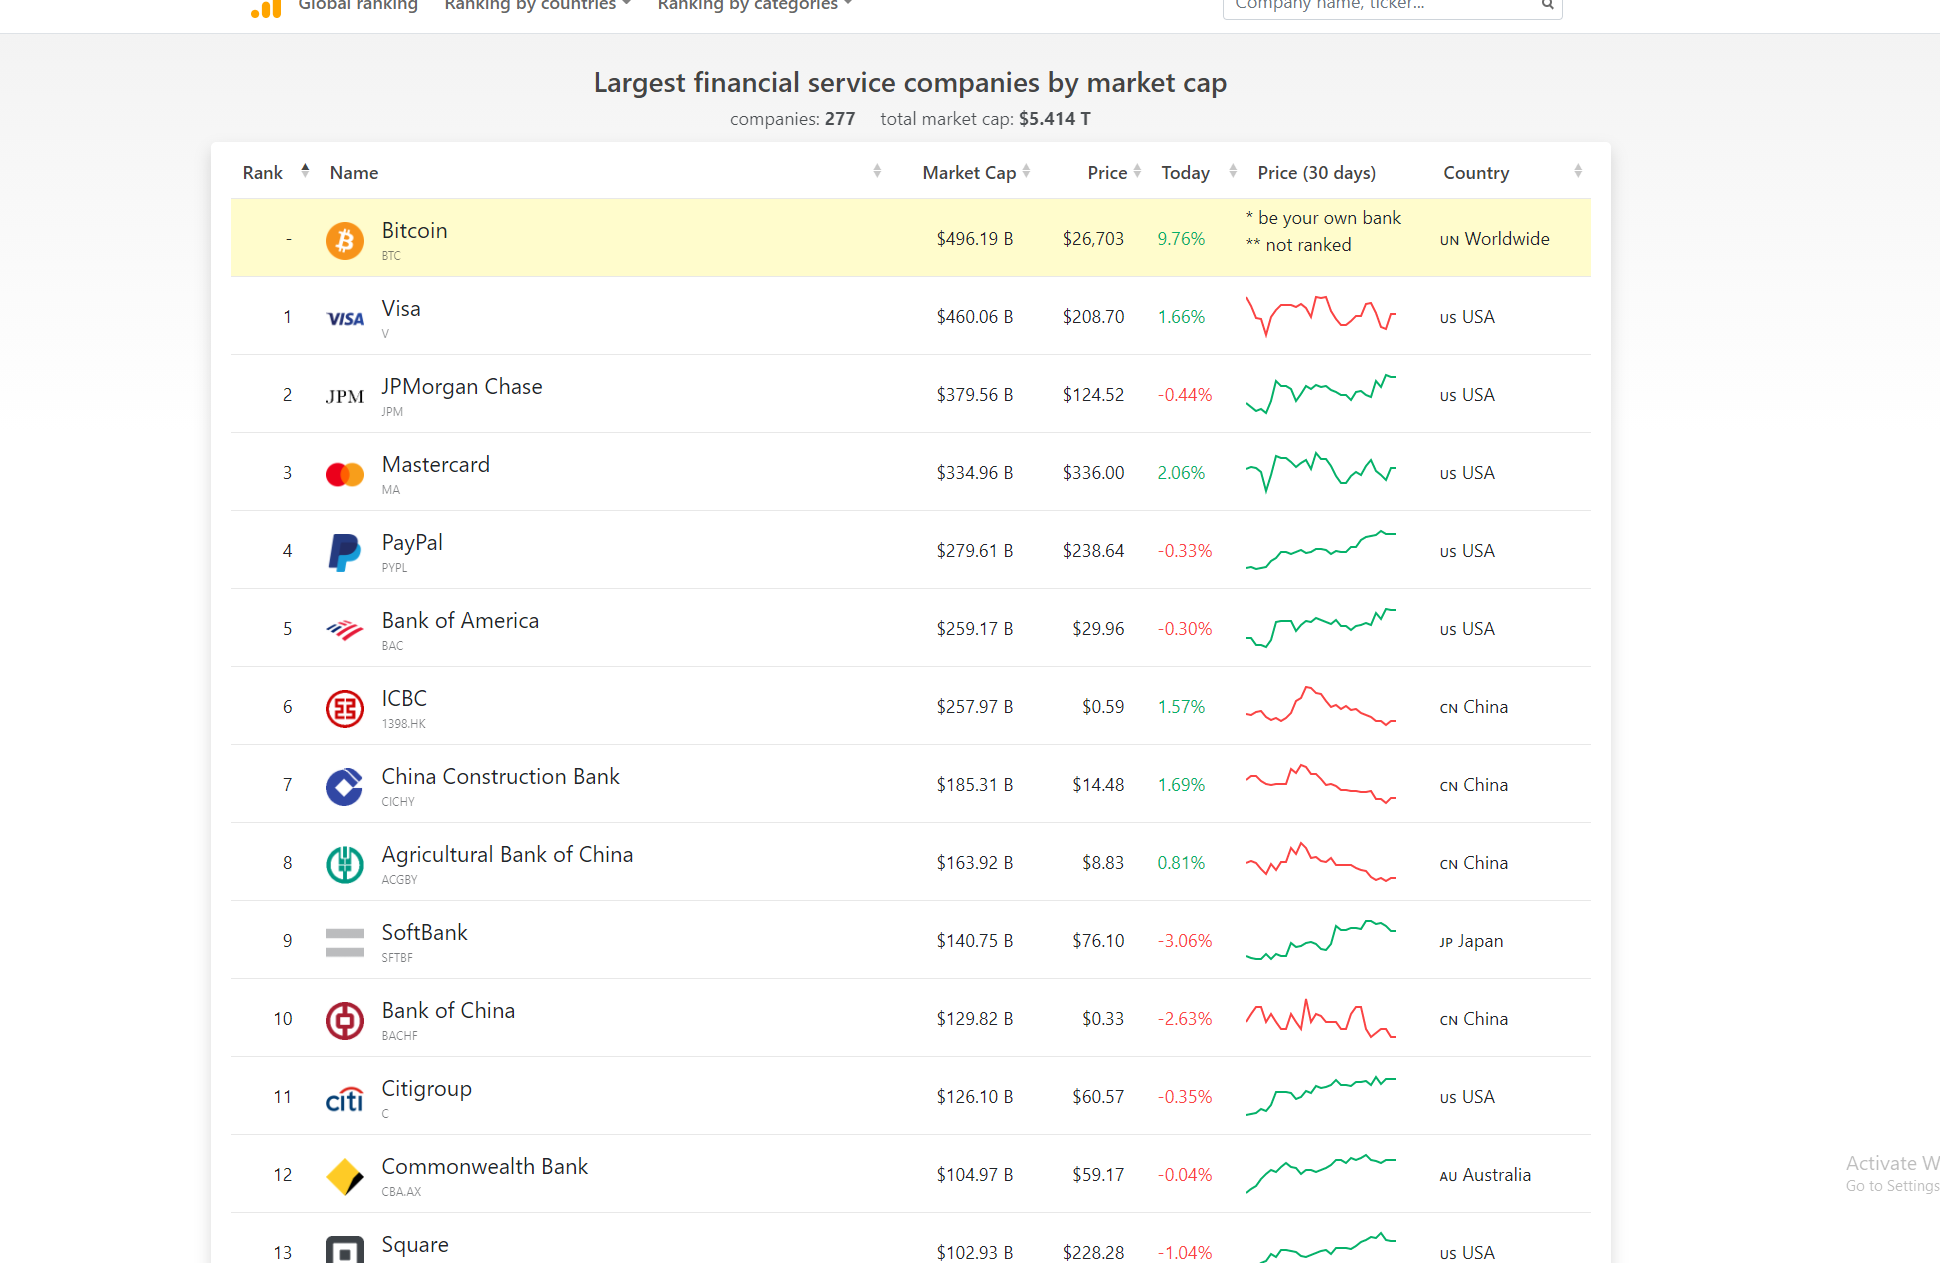 Global ranking Ranking by countries Ranking by categories Company name, ticker...
Largest financial service companies by market cap
companies: 277 total market cap: $5.414 T
Rank Name Market Cap Price Today Price (30 days) Country
- Bitcoin $496.19 B $26,703 9.76% * be your own bank UN Worldwide
BTC ** not ranked
1 VISA Visa $460.06 B $208.70 1.66% US USA
V
2 JPM JPMorgan Chase $379.56 B $124.52 -0.44% US USA
JPM
3 Mastercard $334.96 B $336.00 2.06% US USA
MA
4 PayPal $279.61 B $238.64 -0.33% US USA
PYPL
5 Bank of America $259.17 B $29.96 -0.30% US USA
BAC
6 ICBC $257.97 B $0.59 1.57% CN China
1398.HK
7 China Construction Bank $185.31 B $14.48 1.69% CN China
CICHY
8 Agricultural Bank of China $163.92 B $8.83 0.81% CN China
ACGBY
9 SoftBank $140.75 B $76.10 -3.06% JP Japan
SFTBF
10 Bank of China $129.82 B $0.33 -2.63% CN China
BACHF
11 citi Citigroup $126.10 B $60.57 -0.35% US USA
C
12 Commonwealth Bank $104.97 B $59.17 -0.04% AU Australia
CBA.AX
13 Square $102.93 B $228.28 -1.04% US USA
Activate W
Go to Settings